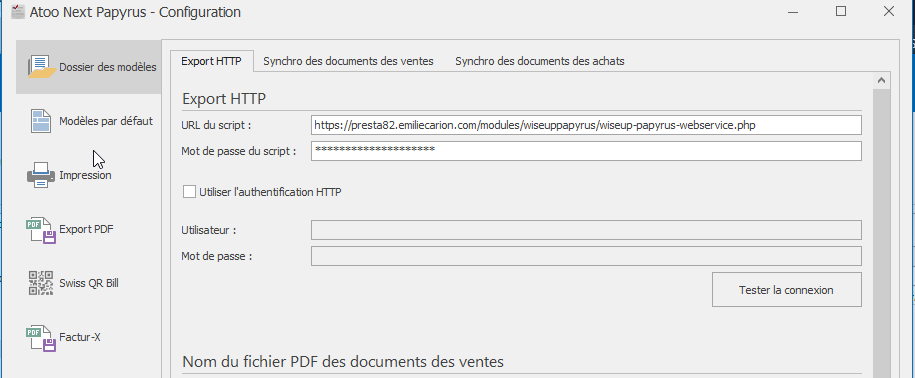 Atoo Next Papyrus - Configuration
Dossier des modèles
Modèles par défaut
Impression
Export PDF
Swiss QR Bill
Factur-X
Export HTTP
Synchro des documents des ventes
Synchro des documents des achats
Export HTTP
URL du script :
https://presta82.emiliecarion.com/modules/wiseuppapyrus/wiseup-papyrus-webservice.php
Mot de passe du script :
********************
Utiliser l'authentification HTTP
Utilisateur :
Mot de passe :
Tester la connexion
Nom du fichier PDF des documents des ventes